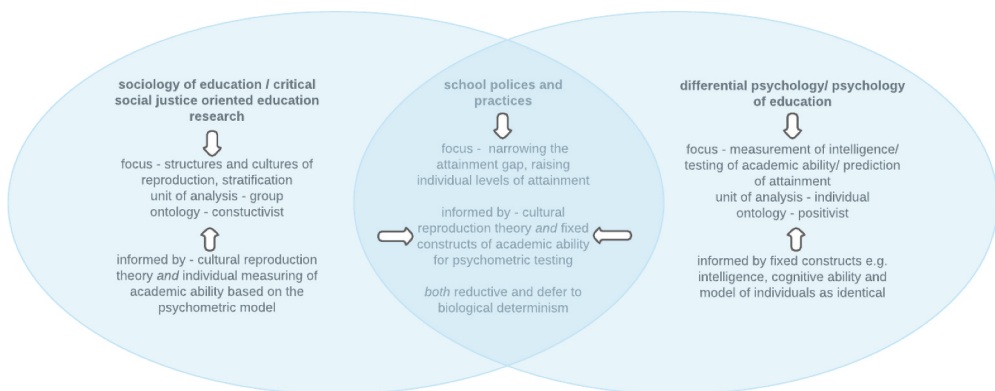 sociology of education / critical
social justice oriented education
research
focus - structures and cultures of
reproduction, stratification
unit of analysis - group
ontology - constuctivist
informed by - cultural reproduction
theory and individual measuring of
academic ability based on the
psychometric model
school polices and
practices
focus - narrowing the
attainment gap, raising
individual levels of attainment
informed by - cultural
reproduction theory and fixed
constructs of academic ability
for psychometric testing
both reductive and defer to
biological determinism
differential psychology/ psychology
of education
focus - measurement of intelligence/
testing of academic ability/ prediction
of attainment
unit of analysis - individual
ontology - positivist
informed by fixed constructs e.g.
intelligence, cognitive ability and
model of individuals as identical